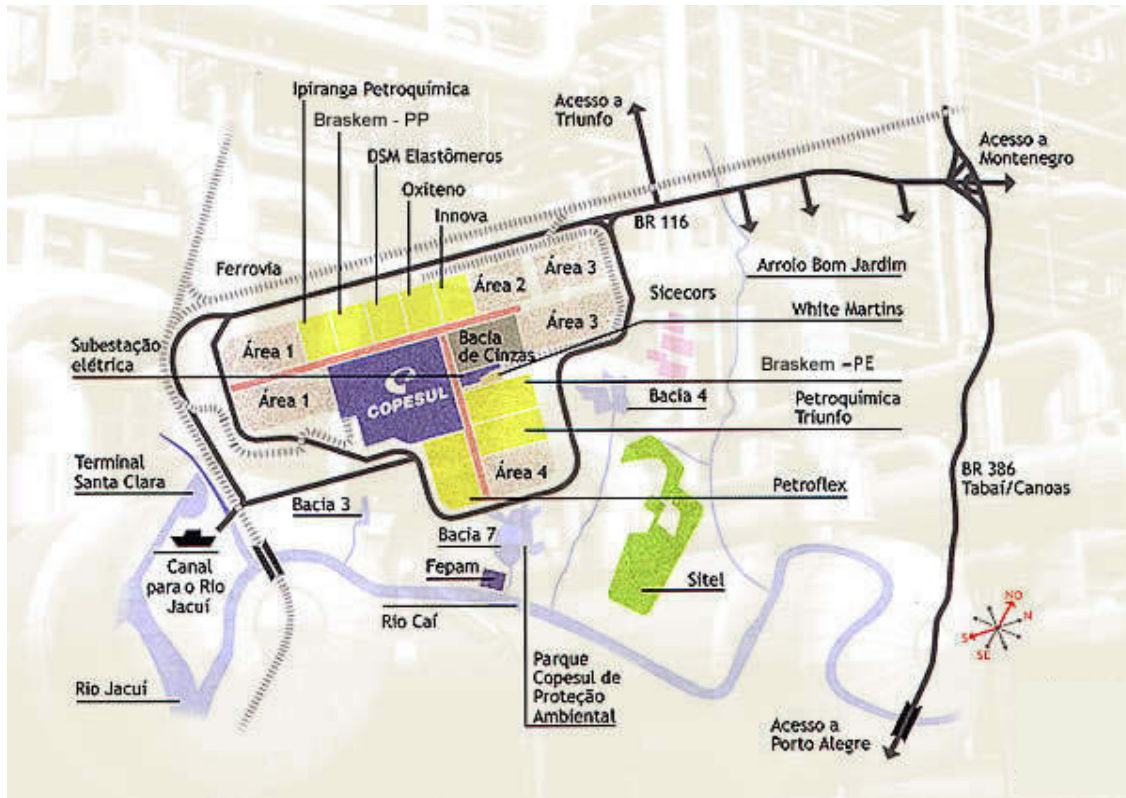 Ipiranga Petroquímica
Braskem - PP
DSM Elastômeros
Oxiteno
Innova
Acesso a
Triunfo
Acesso a
Montenegro
BR 116
Ferrovia
Arroio Bom Jardim
Área 3
Área 2
Sicecors
White Martins
Área 3
Bacia
de Cinzas
Subestação
elétrica
Área 1
Braskem -PE
COPESUL
Área 1
Bacia 4
Petroquímica
Triunfo
Terminal
Santa Clara
Área 4
Petroflex
BR 386
Tabaí/Canoas
Bacia 3
Bacia 7
Canal
para o Rio
Jacuí
Fepam
Sitel
Rio Caí
NO
N
S
SE
Parque
Copesul de
Proteção
Ambiental
Rio Jacuí
Acesso a
Porto Alegre